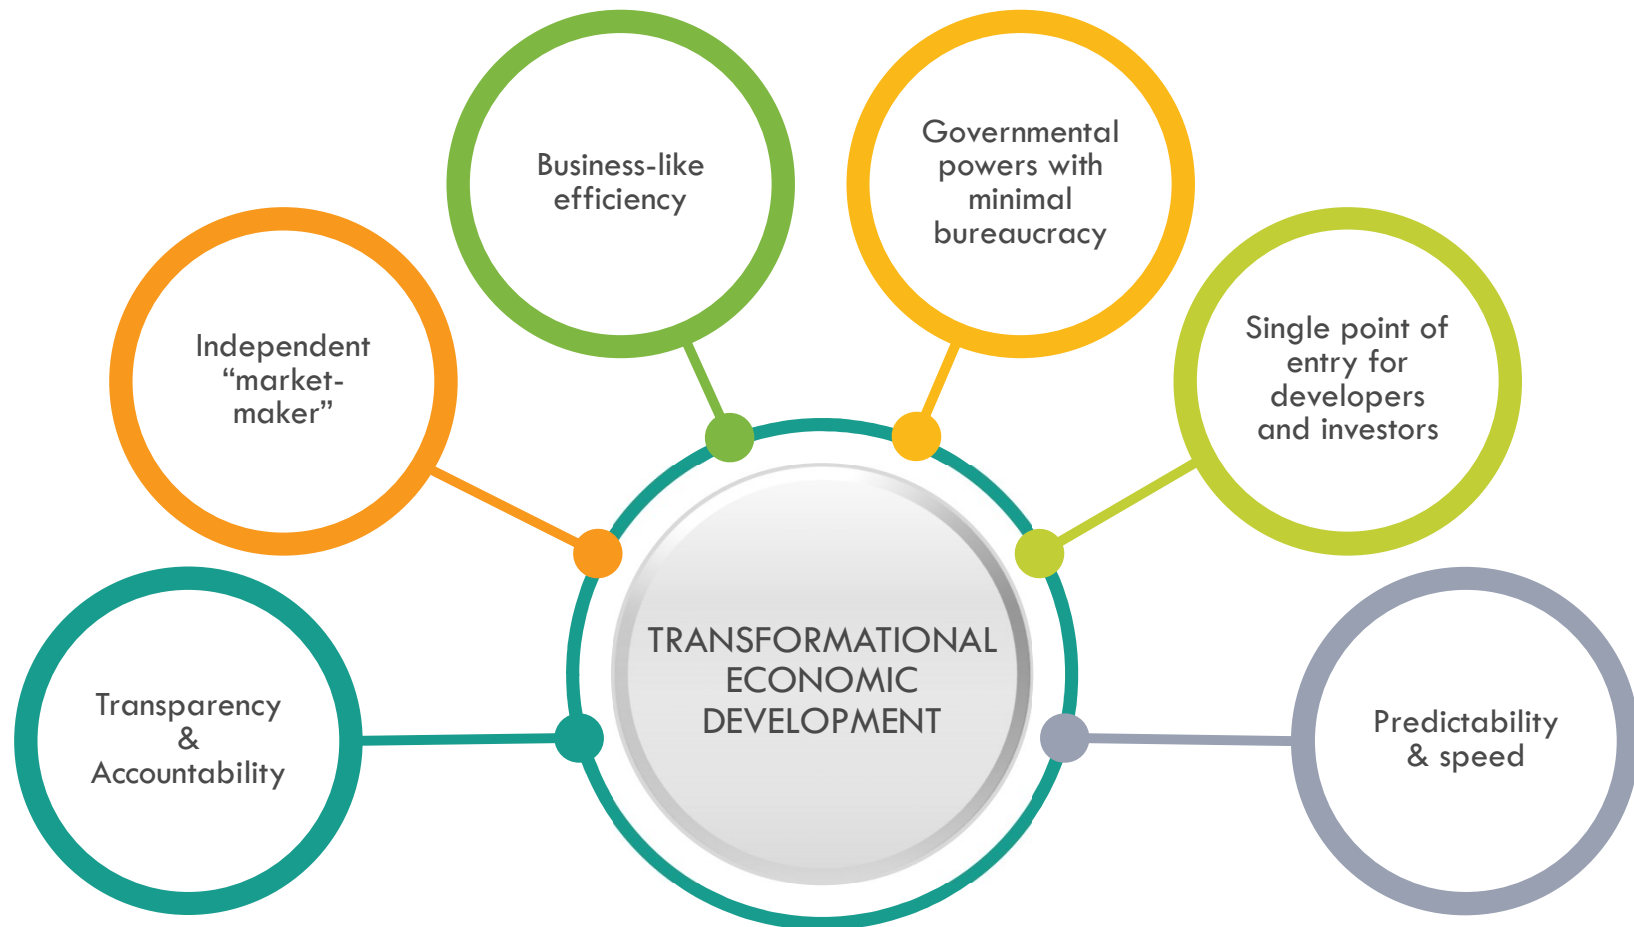 Business-like
efficiency
Governmental
powers with
minimal
bureaucracy
Independent
“market-
maker”
Single point of
entry for
developers
and investors
TRANSFORMATIONAL
ECONOMIC
DEVELOPMENT
Transparency
&
Accountability
Predictability
& speed